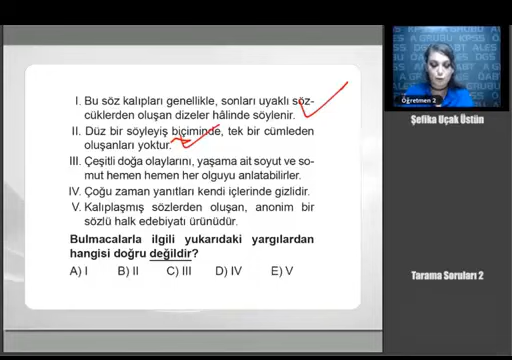 I. Bu söz kalıpları genellikle, sonları uyaklı söz-
cüklerden oluşan dizeler hâlinde söylenir.
II. Düz bir söyleyiş biçiminde, tek bir cümleden
oluşanları yoktur.
III. Çeşitli doğa olaylarını, yaşama ait soyut ve so-
mut hemen hemen her olguyu anlatabilirler.
IV. Çoğu zaman yanıtları kendi içlerinde gizlidir.
V. Kalıplaşmış sözlerden oluşan, anonim bir
sözlü halk edebiyatı ürünüdür.
Bulmacalarla ilgili yukarıdaki yargılardan
hangisi doğru değildir?
A) I B) II C) III D) IV E) V
Öğretmen 2
Şefika Uçak Üstün
Tarama Soruları 2